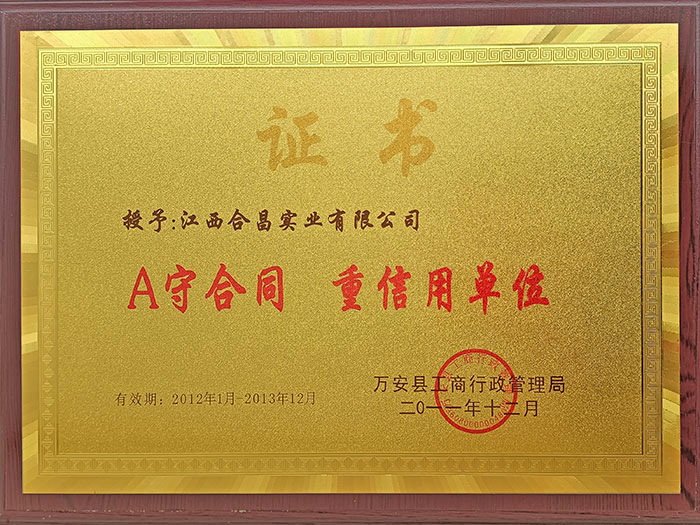 证书
授予:江西合昌实业有限公司
A守合同 重信用单位
有效期：2012年1月-2013年12月
万安县工商行政管理局
二0一一年十二月